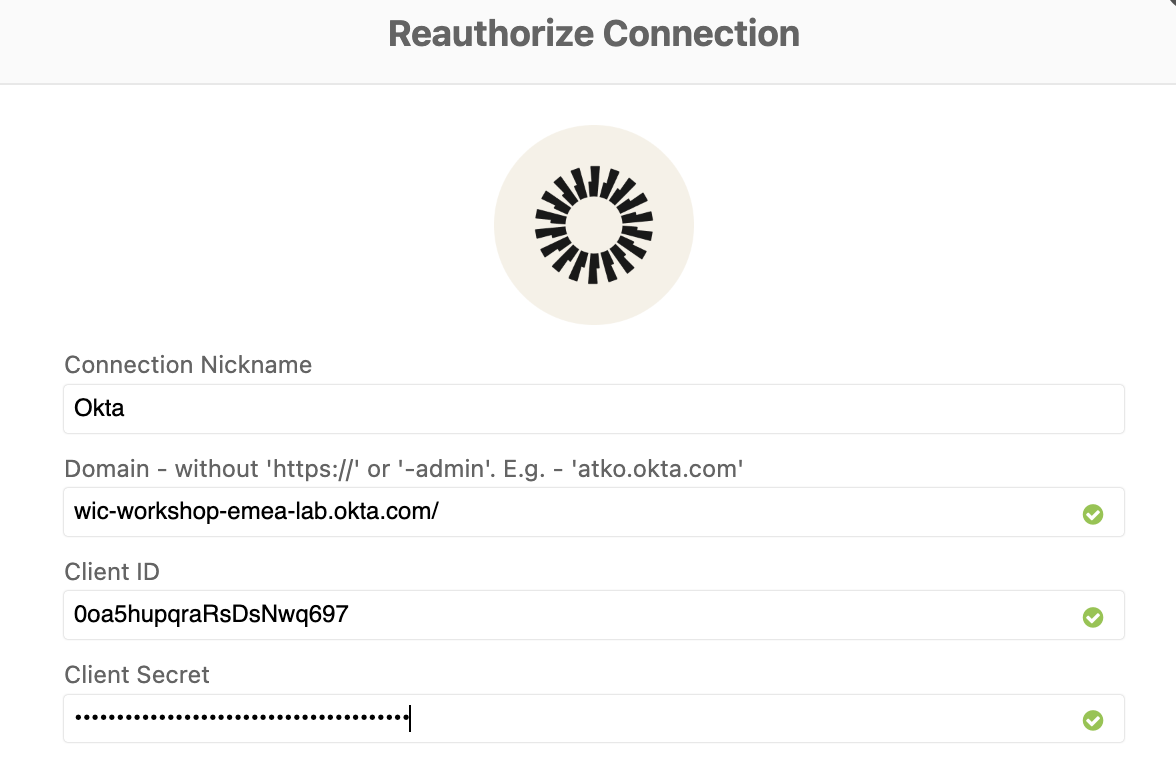 Reauthorize Connection
Connection Nickname
Okta
Domain - without 'https://' or '-admin'. E.g. - 'atko.okta.com'
wic-workshop-emea-lab.okta.com/
Client ID
0oa5hupqraRsDsNwq697
Client Secret
••••••••••••••••••••••••••••••••••••••••